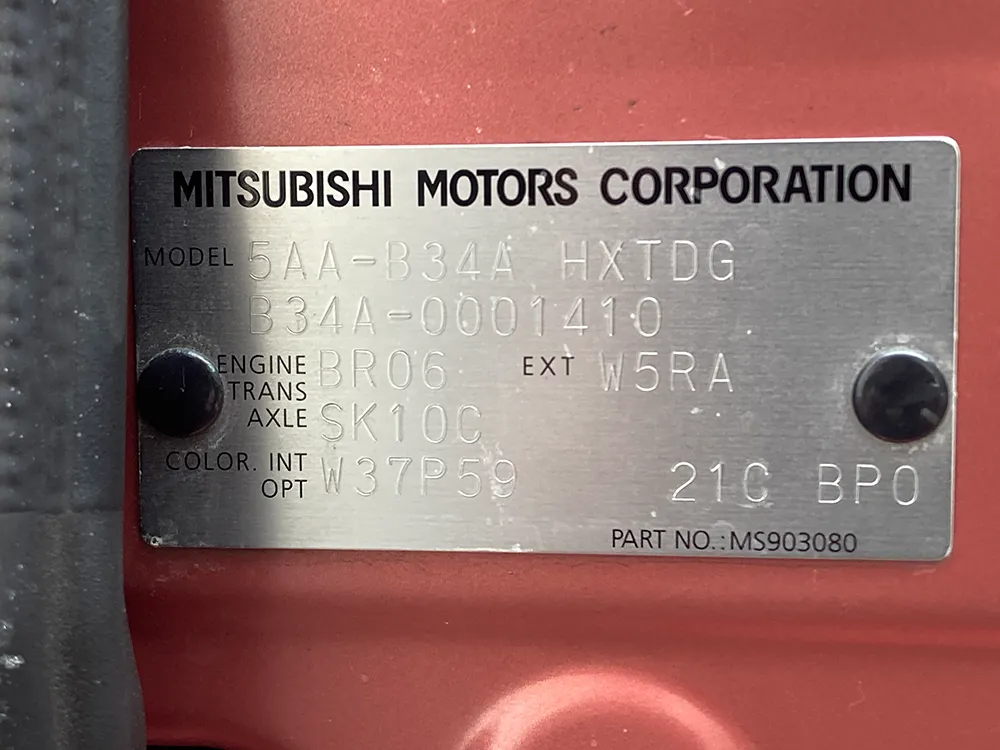 MITSUBISHI MOTORS CORPORATION
MODEL 5AA-B34A HXTDG
B34A-0001410
ENGINE BR06 EXT W5RA
TRANS
AXLE SK10C
COLOR. INT
OPT W37P59 21C BP0
PART NO.:MS903080